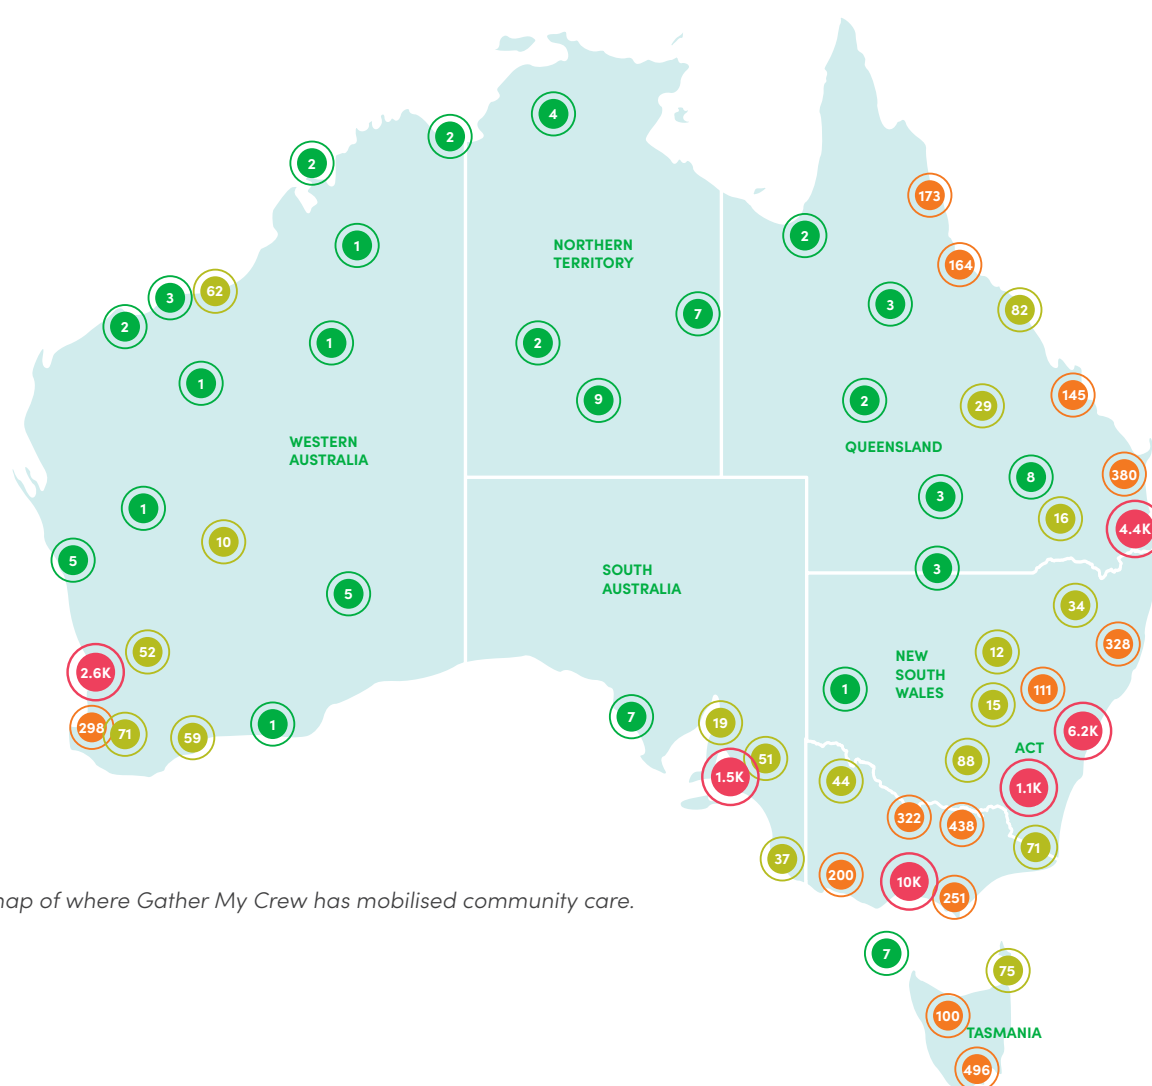 4
2
2
173
2
1
NORTHERN
TERRITORY
164
62
3
3
82
7
2
1
2
1
145
9
2
29
WESTERN
AUSTRALIA
QUEENSLAND
380
8
3
1
16
4.4K
10
5
3
SOUTH
AUSTRALIA
5
34
328
52
12
NEW
SOUTH
WALES
2.6K
1
111
15
7
19
1
298
71
59
6.2K
ACT
51
88
1.5K
44
1.1K
322
438
71
37
200
10K
251
map of where Gather My Crew has mobilised community care.
7
75
100
TASMANIA
496